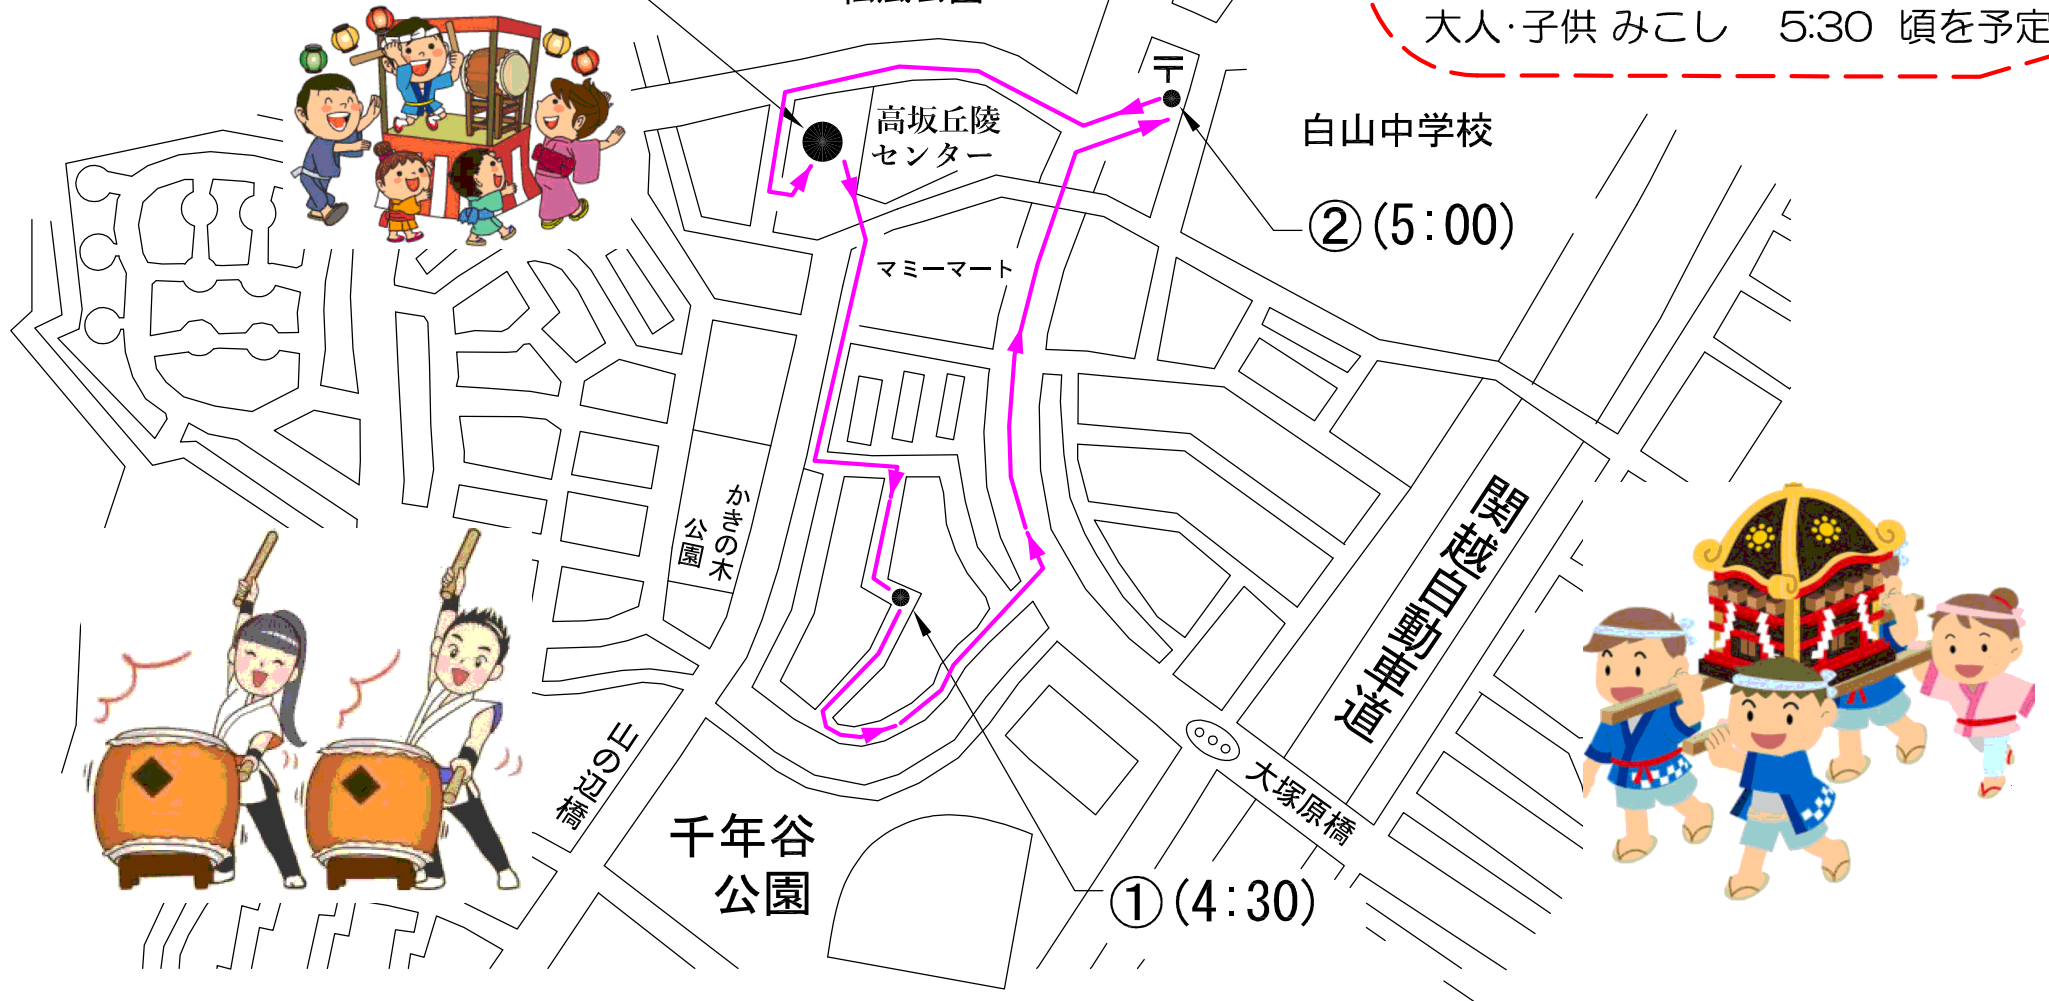 大人･子供 みこし　5:30 頃を予定
〒
高坂丘陵
センター
白山中学校
②(5:00)
マミーマート
かきの木
公園
関越自動車道
山の辺橋
大塚原橋
千年谷
公園
①(4:30)